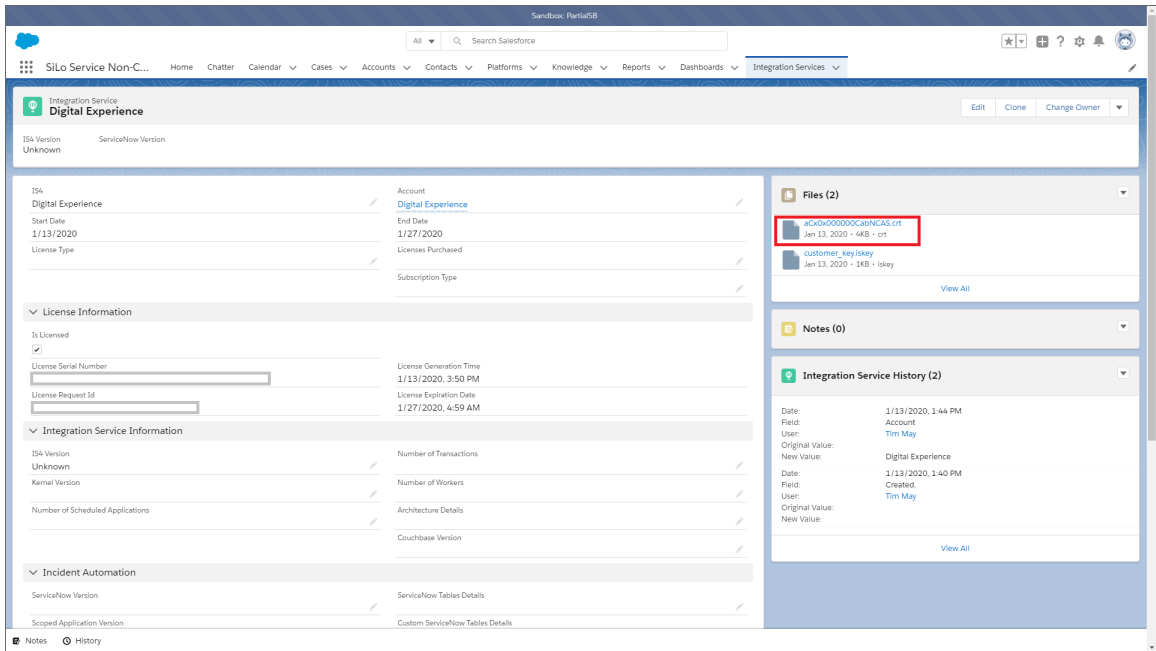 Sandbox: PartialSB
All
Search Salesforce
SiLo Service Non-C...
Home
Chatter
Calendar
Cases
Accounts
Contacts
Platforms
Knowledge
Reports
Dashboards
Integration Services
Integration Service
Digital Experience
Edit
Clone
Change Owner
IS4 Version
ServiceNow Version
Unknown
IS4
Digital Experience
Account
Digital Experience
Start Date
1/13/2020
End Date
1/27/2020
License Type
Licenses Purchased
Subscription Type
License Information
Is Licensed
License Serial Number
License Generation Time
1/13/2020, 3:50 PM
License Request Id
License Expiration Date
1/27/2020, 4:59 AM
Integration Service Information
IS4 Version
Unknown
Number of Transactions
Kernel Version
Number of Workers
Number of Scheduled Applications
Architecture Details
Couchbase Version
Incident Automation
ServiceNow Version
ServiceNow Tables Details
Scoped Application Version
Custom ServiceNow Tables Details
Files (2)
aCx0x000000CabNCAS.crt
Jan 13, 2020 • 4KB • crt
customer_key.iskey
Jan 13, 2020 • 1KB • iskey
View All
Notes (0)
Integration Service History (2)
Date: 1/13/2020, 1:44 PM
Field: Account
User: Tim May
Original Value:
New Value: Digital Experience
Date: 1/13/2020, 1:40 PM
Field: Created.
User: Tim May
Original Value:
New Value:
View All
Notes
History